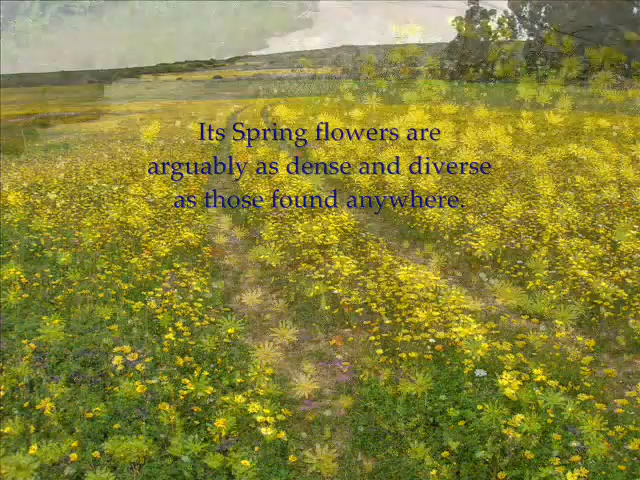 Its Spring flowers are
arguably as dense and diverse
as those found anywhere.